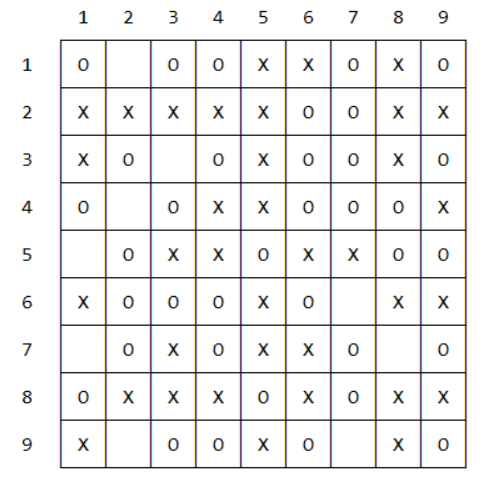 1 2 3 4 5 6 7 8 9
1 O O O X X O X O
2 X X X X X O O X X
3 X O O X O O X O
4 O O X X O O O X
5 O X X O X X O O
6 X O O O X O X X
7 O X O X X O O
8 O X X X O X O X X
9 X O O X O X O